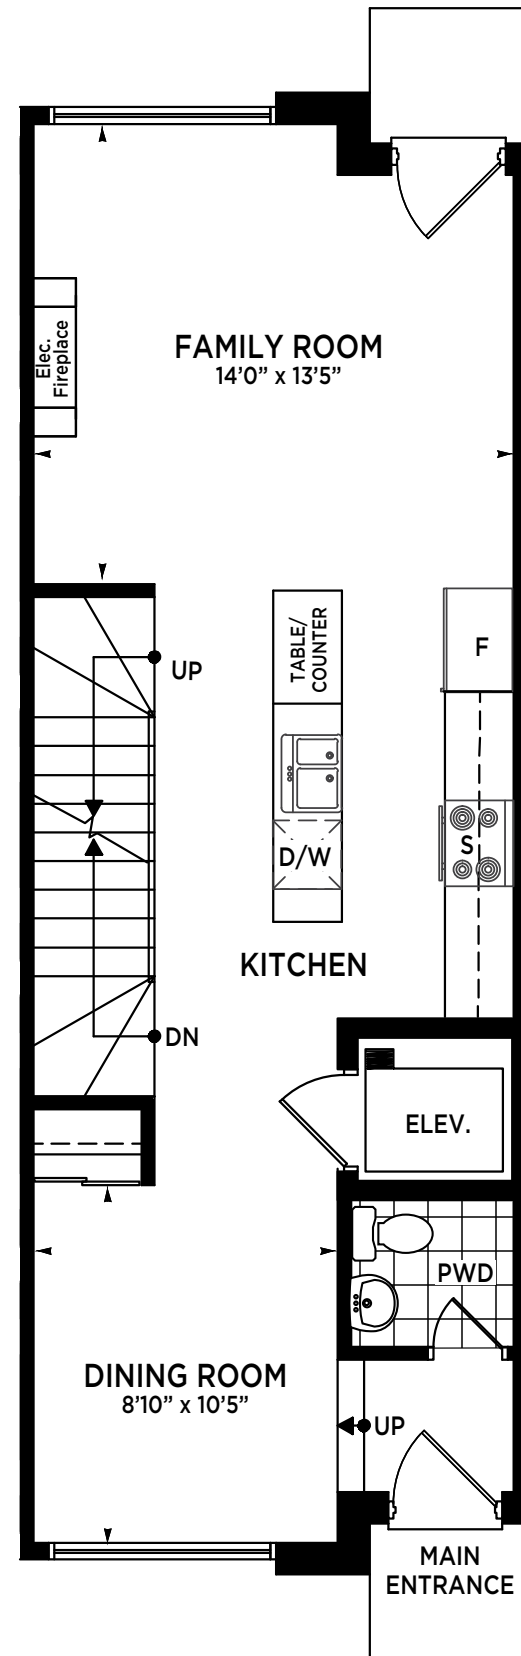 FAMILY ROOM
14’0” x 13’5”
Elec.
Fireplace
TABLE/
COUNTER
F
UP
D/W
S
KITCHEN
DN
ELEV.
PWD
DINING ROOM
8’10” x 10’5”
UP
MAIN
ENTRANCE